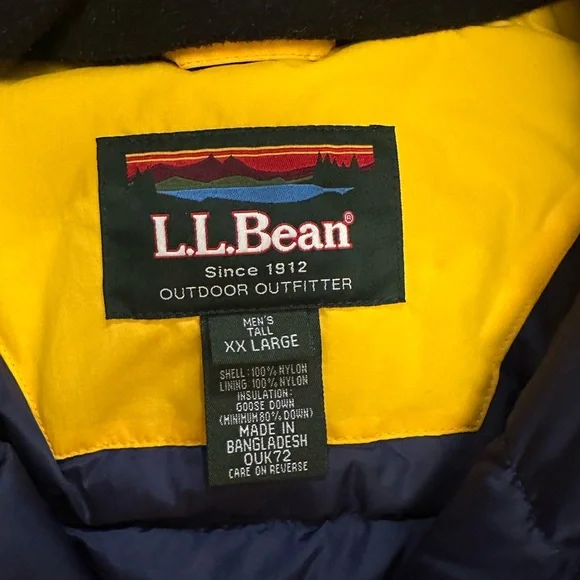 L.L.Bean®
Since 1912
OUTDOOR OUTFITTER
MEN'S
TALL
XX LARGE
SHELL: 100% NYLON
LINING: 100% NYLON
INSULATION:
GOOSE DOWN
(MINIMUM 80% DOWN)
MADE IN
BANGLADESH
OUK72
CARE ON REVERSE